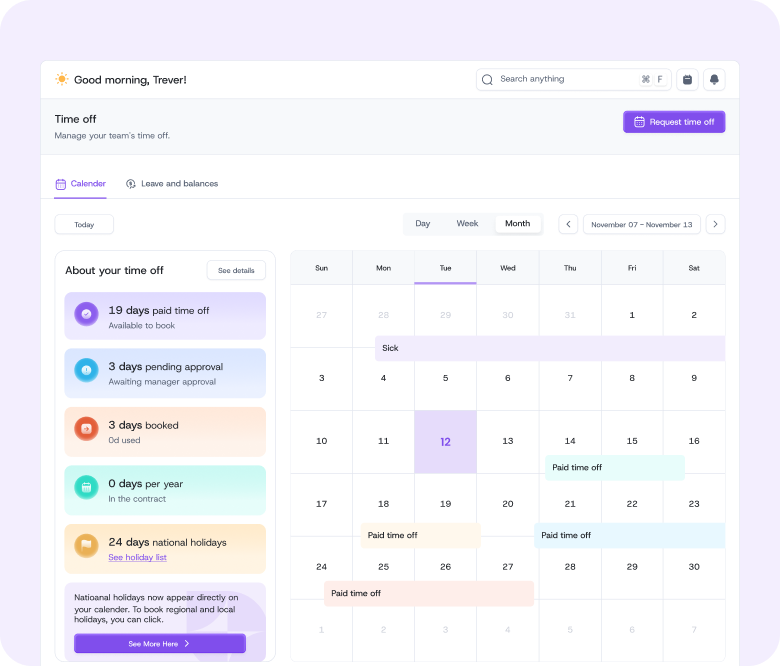 Good morning, Trever!
Search anything ⌘ F
Time off
Manage your team's time off.
Request time off
Calender Leave and balances
Today
Day Week Month
November 07 - November 13
About your time off
See details
19 days paid time off
Available to book
3 days pending approval
Awaiting manager approval
3 days booked
0d used
0 days per year
In the contract
24 days national holidays
See holiday list
Natioanal holidays now appear directly on
your calender. To book regional and local
holidays, you can click.
See More Here
Sun Mon Tue Wed Thu Fri Sat
27 28 29 30 31 1 2
Sick
3 4 5 6 7 8 9
10 11 12 13 14 15 16
Paid time off
17 18 19 20 21 22 23
Paid time off Paid time off
24 25 26 27 28 29 30
Paid time off
1 2 3 4 5 6 7